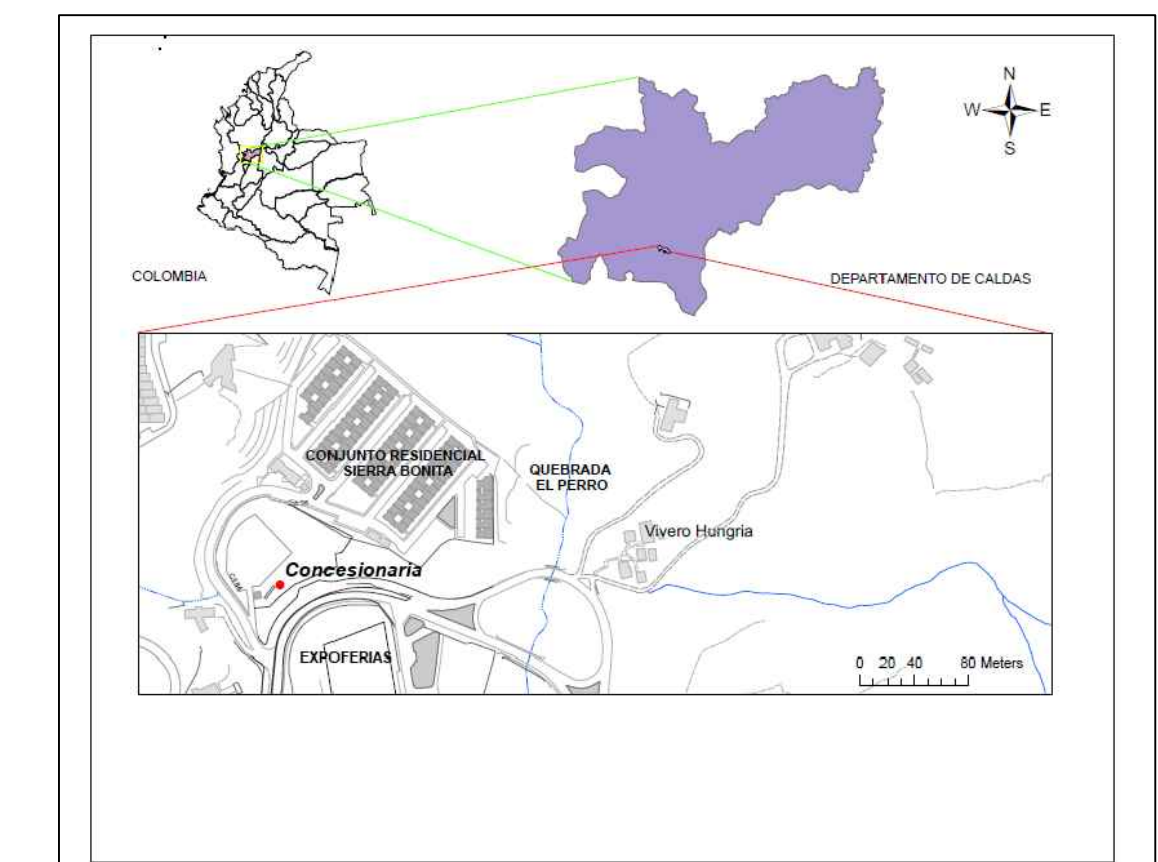 N
W E
S
COLOMBIA
DEPARTAMENTO DE CALDAS
CONJUNTO RESIDENCIAL
SIERRA BONITA
QUEBRADA
EL PERRO
Vivero Hungria
Concesionaria
EXPOFERIAS
0 20 40 80 Meters